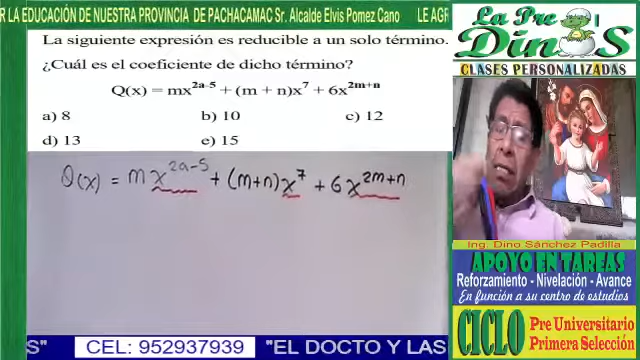 OR LA EDUCACIÓN DE NUESTRA PROVINCIA DE PACHACAMAC Sr. Alcalde Elvis Pomez Cano LE AGR
La Pre
DinoS
CLASES PERSONALIZADAS
La siguiente expresión es reducible a un solo término.
¿Cuál es el coeficiente de dicho término?
Q(x) = mx^{2a-5} + (m + n)x^7 + 6x^{2m+n}
a) 8 b) 10 c) 12
d) 13 e) 15
Q(x) = mx^{2a-5} + (m+n)x^7 + 6x^{2m+n}
Ing. Dino Sánchez Padilla
APOYO EN TAREAS
Reforzamiento - Nivelación - Avance
En función a su centro de estudios
CICLO Pre Universitario
Primera Selección
S CEL: 952937939 "EL DOCTO Y LAS